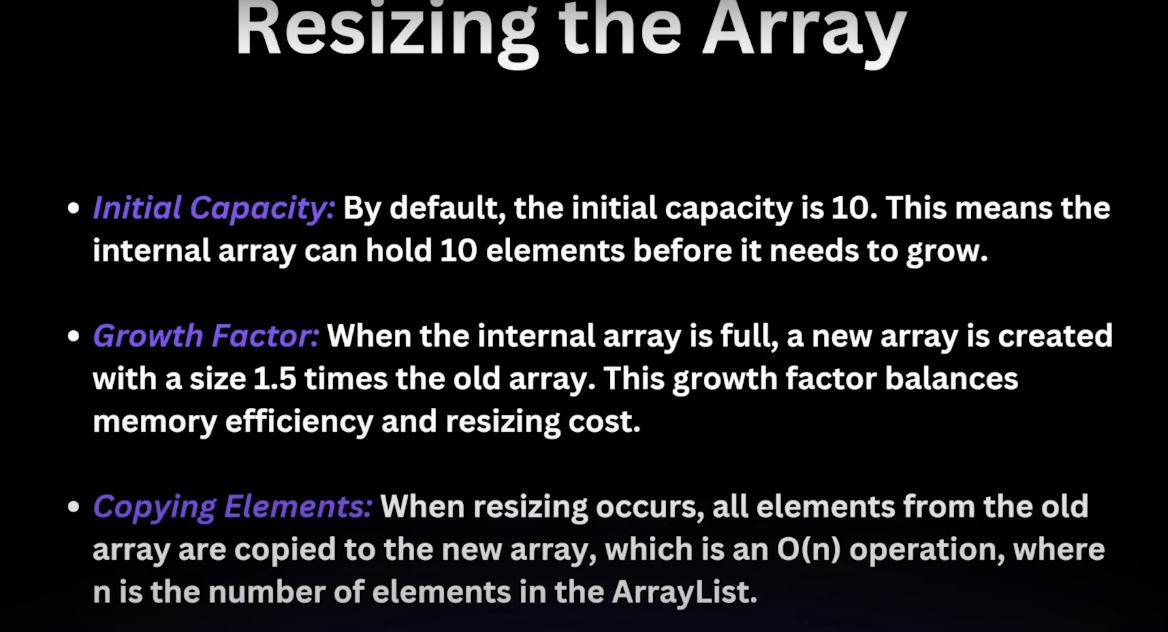 Resizing the Array
• Initial Capacity: By default, the initial capacity is 10. This means the
internal array can hold 10 elements before it needs to grow.
• Growth Factor: When the internal array is full, a new array is created
with a size 1.5 times the old array. This growth factor balances
memory efficiency and resizing cost.
• Copying Elements: When resizing occurs, all elements from the old
array are copied to the new array, which is an O(n) operation, where
n is the number of elements in the ArrayList.